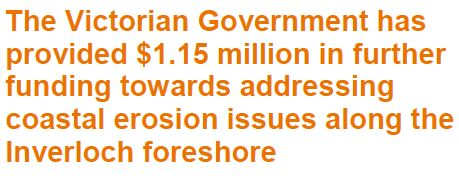 The Victorian Government has
provided $1.15 million in further
funding towards addressing
coastal erosion issues along the
Inverloch foreshore